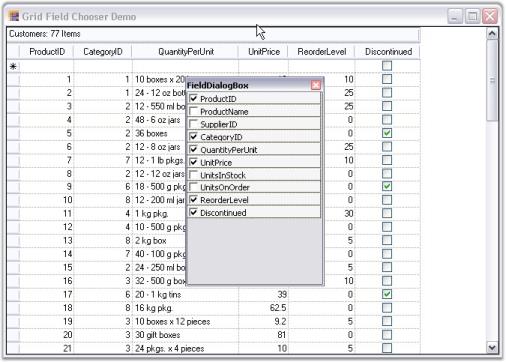 Grid Field Chooser Demo
Customers: 77 Items
ProductID CategoryID QuantityPerUnit UnitPrice ReorderLevel Discontinued
1 1 10 boxes x 20 10
FieldDialogBox
2 1 24 - 12 oz bott 25
ProductID
3 2 12 - 550 ml bo 25
ProductName
4 2 48 - 6 oz jars 0
SupplierID
5 2 36 boxes 0
CategoryID
6 2 12 - 8 oz jars 25
QuantityPerUnit
7 7 12 - 1 lb pkgs. 10
UnitPrice
8 2 12 - 12 oz jars 0
UnitsInStock
9 6 18 - 500 g pkg 0
UnitsOnOrder
10 8 12 - 200 ml jar 0
ReorderLevel
11 4 1 kg pkg. 30
Discontinued
12 4 10 - 500 g pkg 0
13 8 2 kg box 5
14 7 40 - 100 g pkg 0
15 2 24 - 250 ml bo 5
16 3 32 - 500 g box 10
17 6 20 - 1 kg tins 39 0
18 8 16 kg pkg. 62.5 0
19 3 10 boxes x 12 pieces 9.2 5
20 3 30 gift boxes 81 0
21 3 24 pkgs. x 4 pieces 10 5